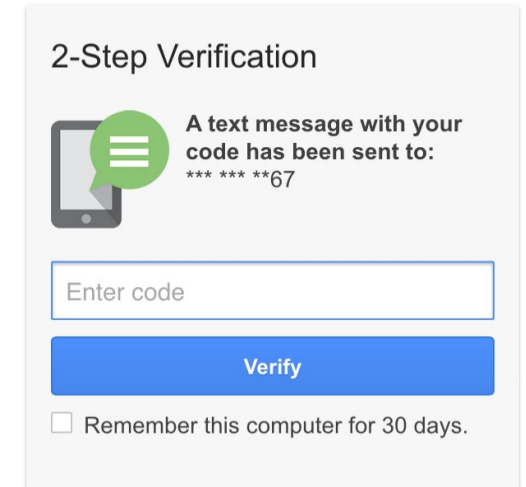 2-Step Verification
A text message with your
code has been sent to:
*** *** **67
Enter code
Verify
Remember this computer for 30 days.